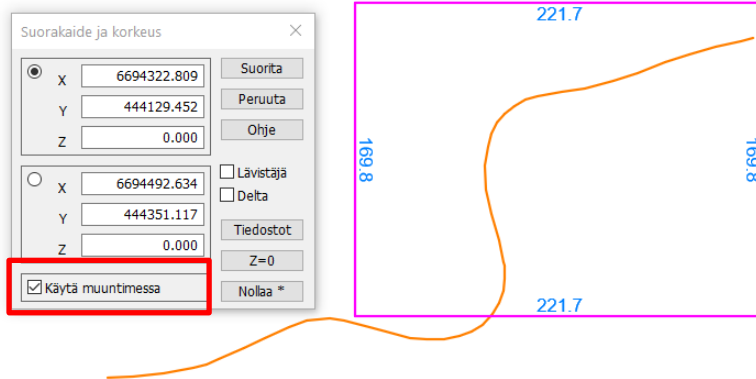 Suorakaide ja korkeus
X 6694322.809
Y 444129.452
Z 0.000
Suorita
Peruuta
Ohje
X 6694492.634
Y 444351.117
Z 0.000
Lävistäjä
Delta
Tiedostot
Z=0
Käytä muuntimessa
Nollaa *
221.7
169.8
169.8
221.7